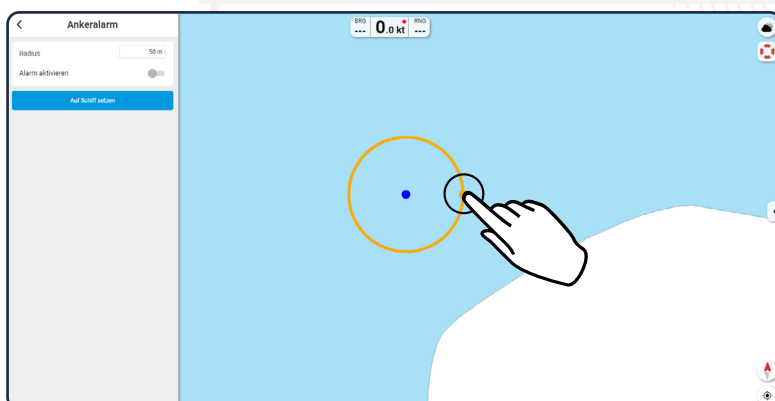 Ankeralarm
Radius
50 m
Alarm aktivieren
Auf Schiff setzen
BRG
---
0.0 kt
RNG
---